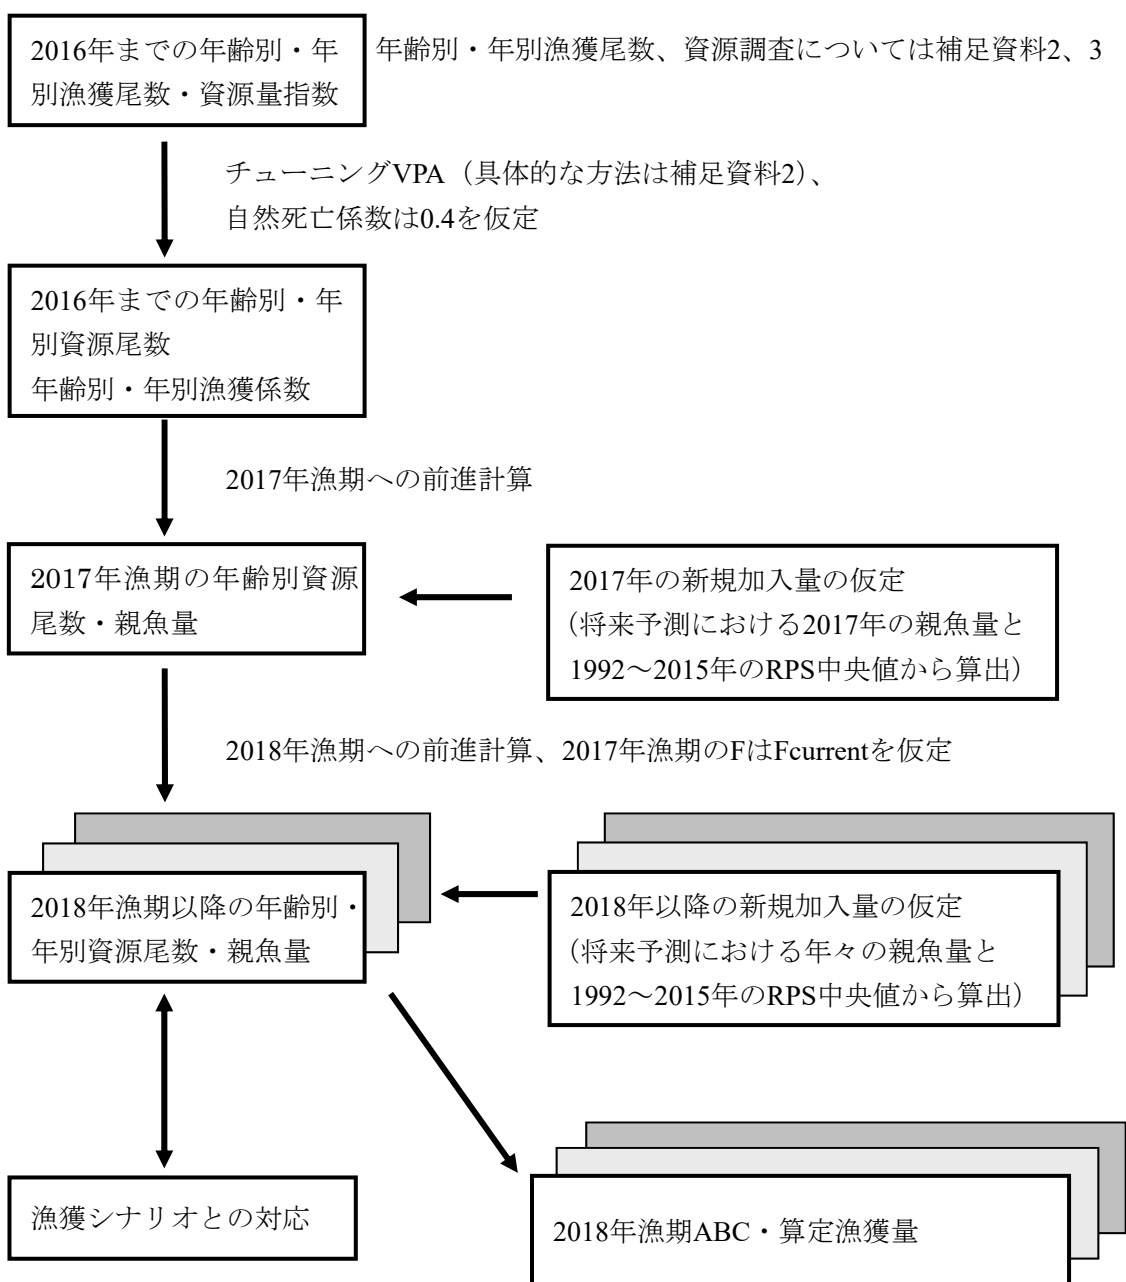 2016年までの年齢別・年
別漁獲尾数・資源量指数
年齢別・年別漁獲尾数、資源調査については補足資料2、3
チューニングVPA（具体的な方法は補足資料2）、
自然死亡係数は0.4を仮定
2016年までの年齢別・年
別資源尾数
年齢別・年別漁獲係数
2017年漁期への前進計算
2017年漁期の年齢別資源
尾数・親魚量
2017年の新規加入量の仮定
（将来予測における2017年の親魚量と
1992～2015年のRPS中央値から算出）
2018年漁期への前進計算、2017年漁期のFはFcurrentを仮定
2018年漁期以降の年齢別・
年別資源尾数・親魚量
2018年以降の新規加入量の仮定
（将来予測における年々の親魚量と
1992～2015年のRPS中央値から算出）
漁獲シナリオとの対応
2018年漁期ABC・算定漁獲量